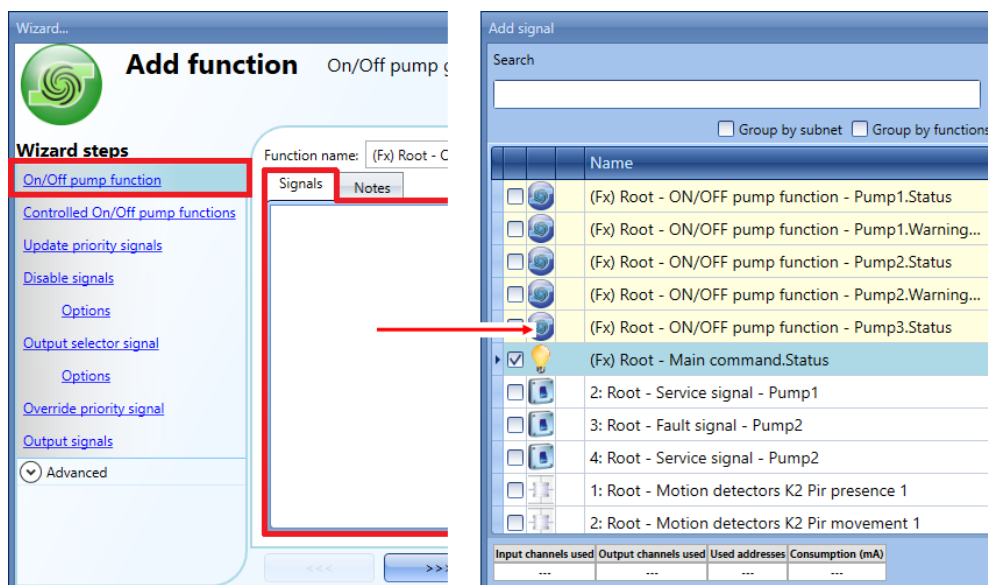 Wizard...
Add function On/Off pump g
Wizard steps
On/Off pump function
Controlled On/Off pump functions
Update priority signals
Disable signals
Options
Output selector signal
Options
Override priority signal
Output signals
Advanced
Function name: (Fx) Root - O
Signals Notes
<<< >>>
Add signal
Search
Group by subnet Group by functions
Name
(Fx) Root - ON/OFF pump function - Pump1.Status
(Fx) Root - ON/OFF pump function - Pump1.Warning...
(Fx) Root - ON/OFF pump function - Pump2.Status
(Fx) Root - ON/OFF pump function - Pump2.Warning...
(Fx) Root - ON/OFF pump function - Pump3.Status
(Fx) Root - Main command.Status
2: Root - Service signal - Pump1
3: Root - Fault signal - Pump2
4: Root - Service signal - Pump2
1: Root - Motion detectors K2 Pir presence 1
2: Root - Motion detectors K2 Pir movement 1
Input channels used Output channels used Used addresses Consumption (mA)
--- --- --- ---